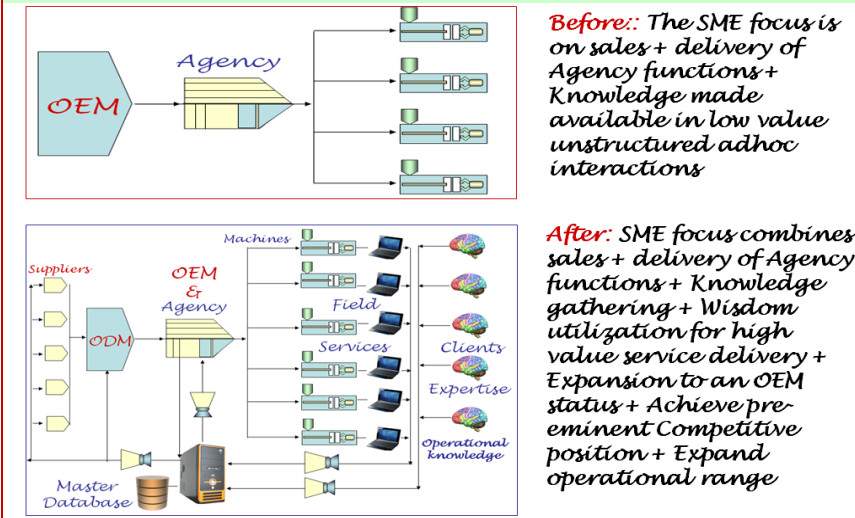 OEM
Agency
Before:: The SME focus is
on sales + delivery of
Agency functions +
Knowledge made
available in low value
unstructured adhoc
interactions
Suppliers
ODM
OEM
&
Agency
Machines
Field
Services
Clients
Expertise
Operational
knowledge
Master
Database
After: SME focus combines
sales + delivery of Agency
functions + Knowledge
gathering + Wisdom
utilization for high
value service delivery +
Expansion to an OEM
status + Achieve pre-
eminent Competitive
position + Expand
operational range